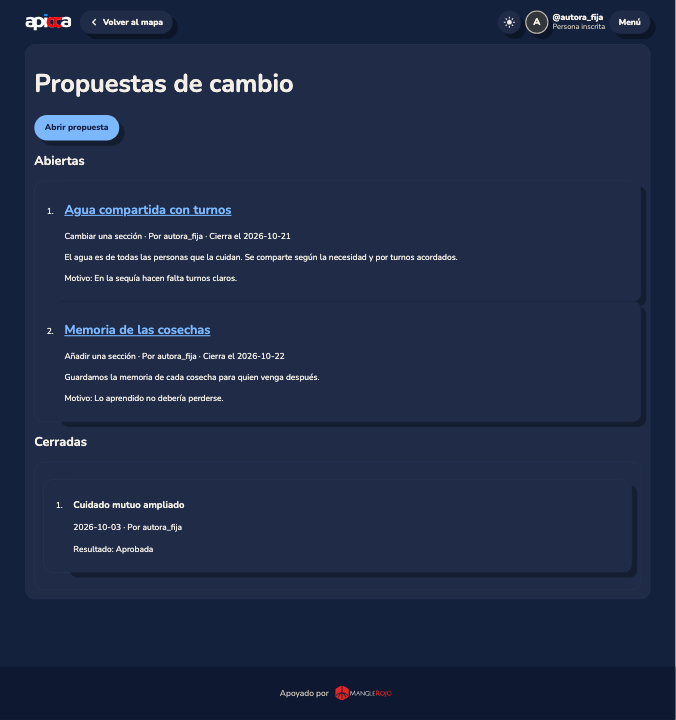 apicca
Volver al mapa
A
@autora_fija
Persona inscrita
Menú
Propuestas de cambio
Abrir propuesta
Abiertas
1. Agua compartida con turnos
Cambiar una sección · Por autora_fija · Cierra el 2026-10-21
El agua es de todas las personas que la cuidan. Se comparte según la necesidad y por turnos acordados.
Motivo: En la sequía hacen falta turnos claros.
2. Memoria de las cosechas
Añadir una sección · Por autora_fija · Cierra el 2026-10-22
Guardamos la memoria de cada cosecha para quien venga después.
Motivo: Lo aprendido no debería perderse.
Cerradas
1. Cuidado mutuo ampliado
2026-10-03 · Por autora_fija
Resultado: Aprobada
Apoyado por
MANGLEROJO